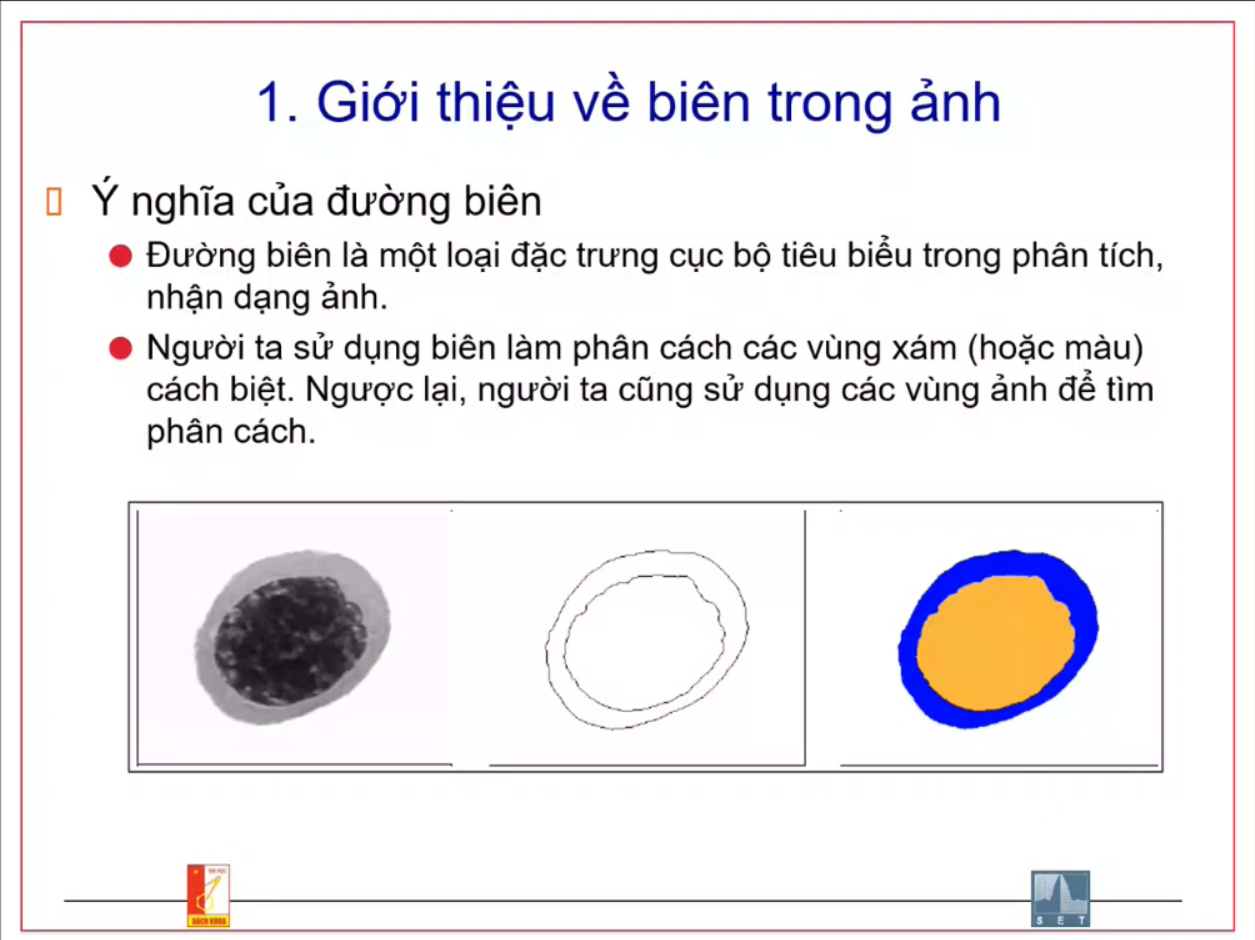 1. Giới thiệu về biên trong ảnh
Ý nghĩa của đường biên
Đường biên là một loại đặc trưng cục bộ tiêu biểu trong phân tích,
nhận dạng ảnh.
Người ta sử dụng biên làm phân cách các vùng xám (hoặc màu)
cách biệt. Ngược lại, người ta cũng sử dụng các vùng ảnh để tìm
phân cách.
ĐẠI HỌC
BÁCH KHOA
S E T